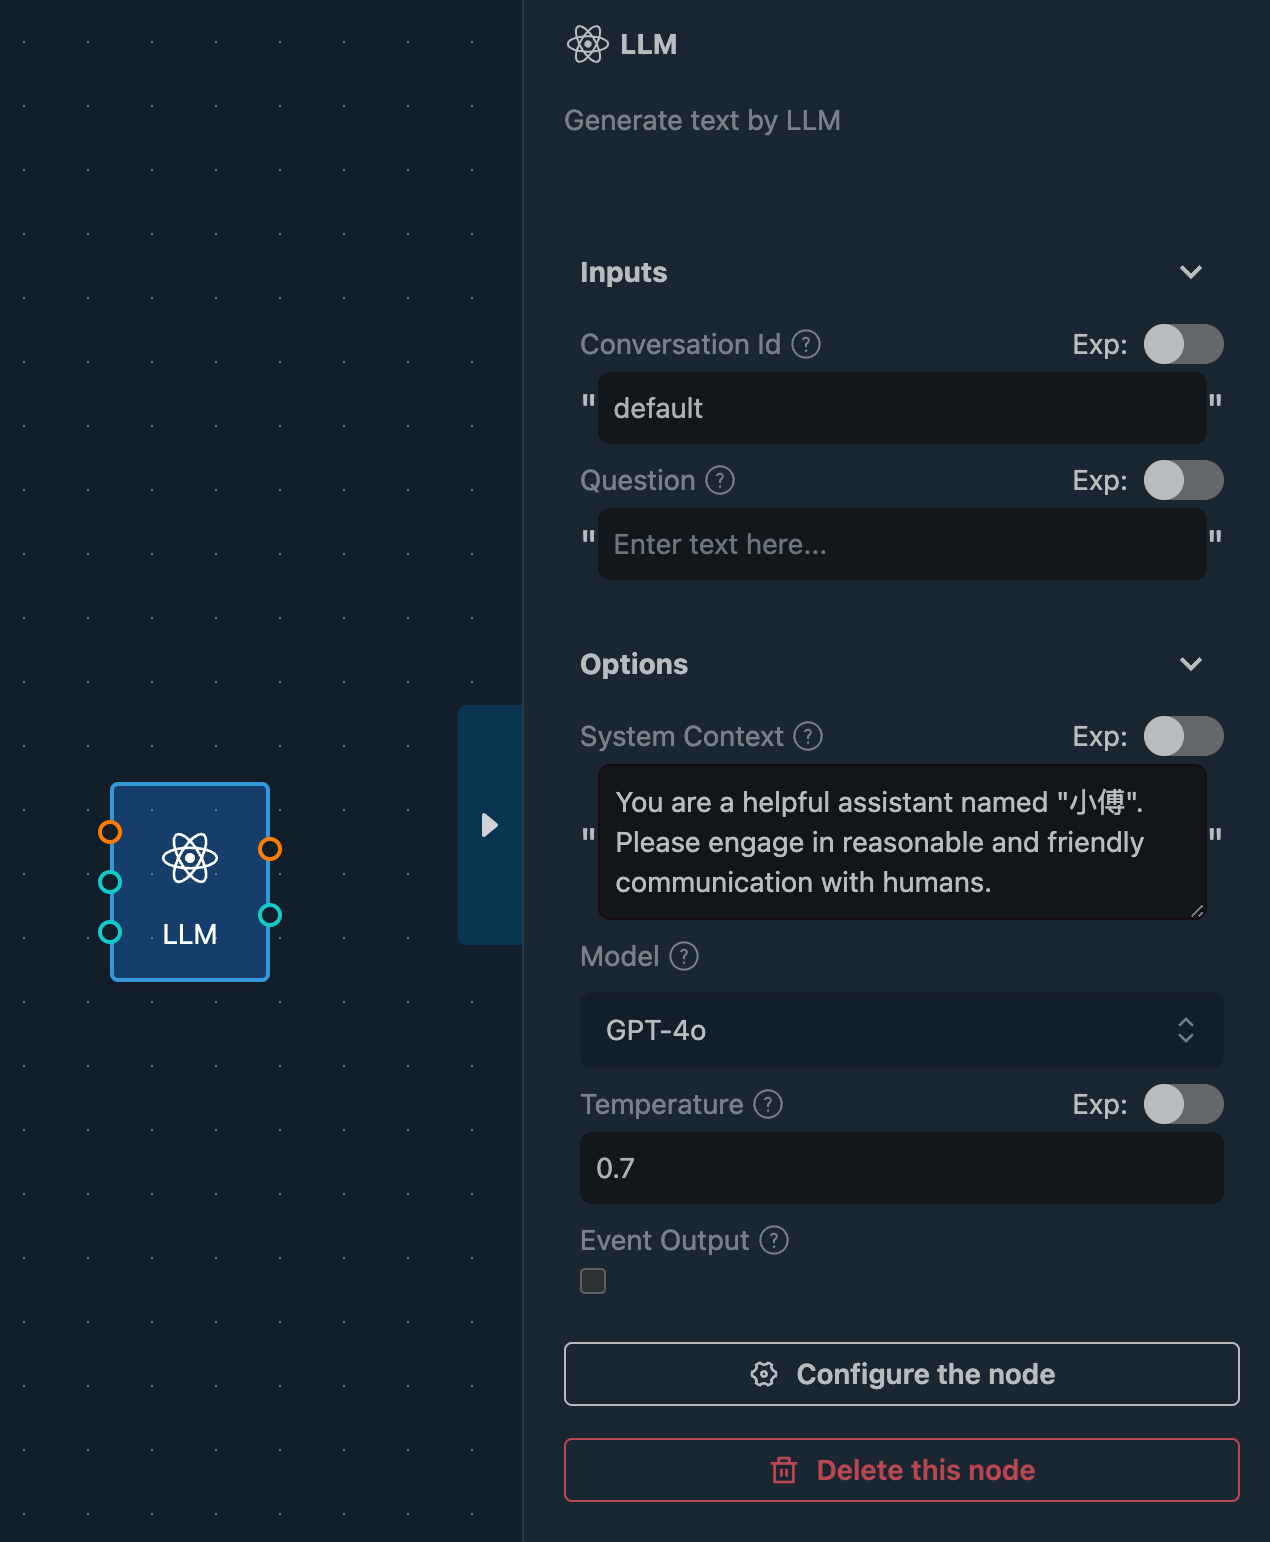 LLM
Generate text by LLM
Inputs
Conversation Id ? Exp:
" default "
Question ? Exp:
" Enter text here... "
Options
System Context ? Exp:
" You are a helpful assistant named "小傅".
Please engage in reasonable and friendly "
communication with humans.
Model ?
GPT-4o
Temperature ? Exp:
0.7
Event Output ?
Configure the node
Delete this node
LLM